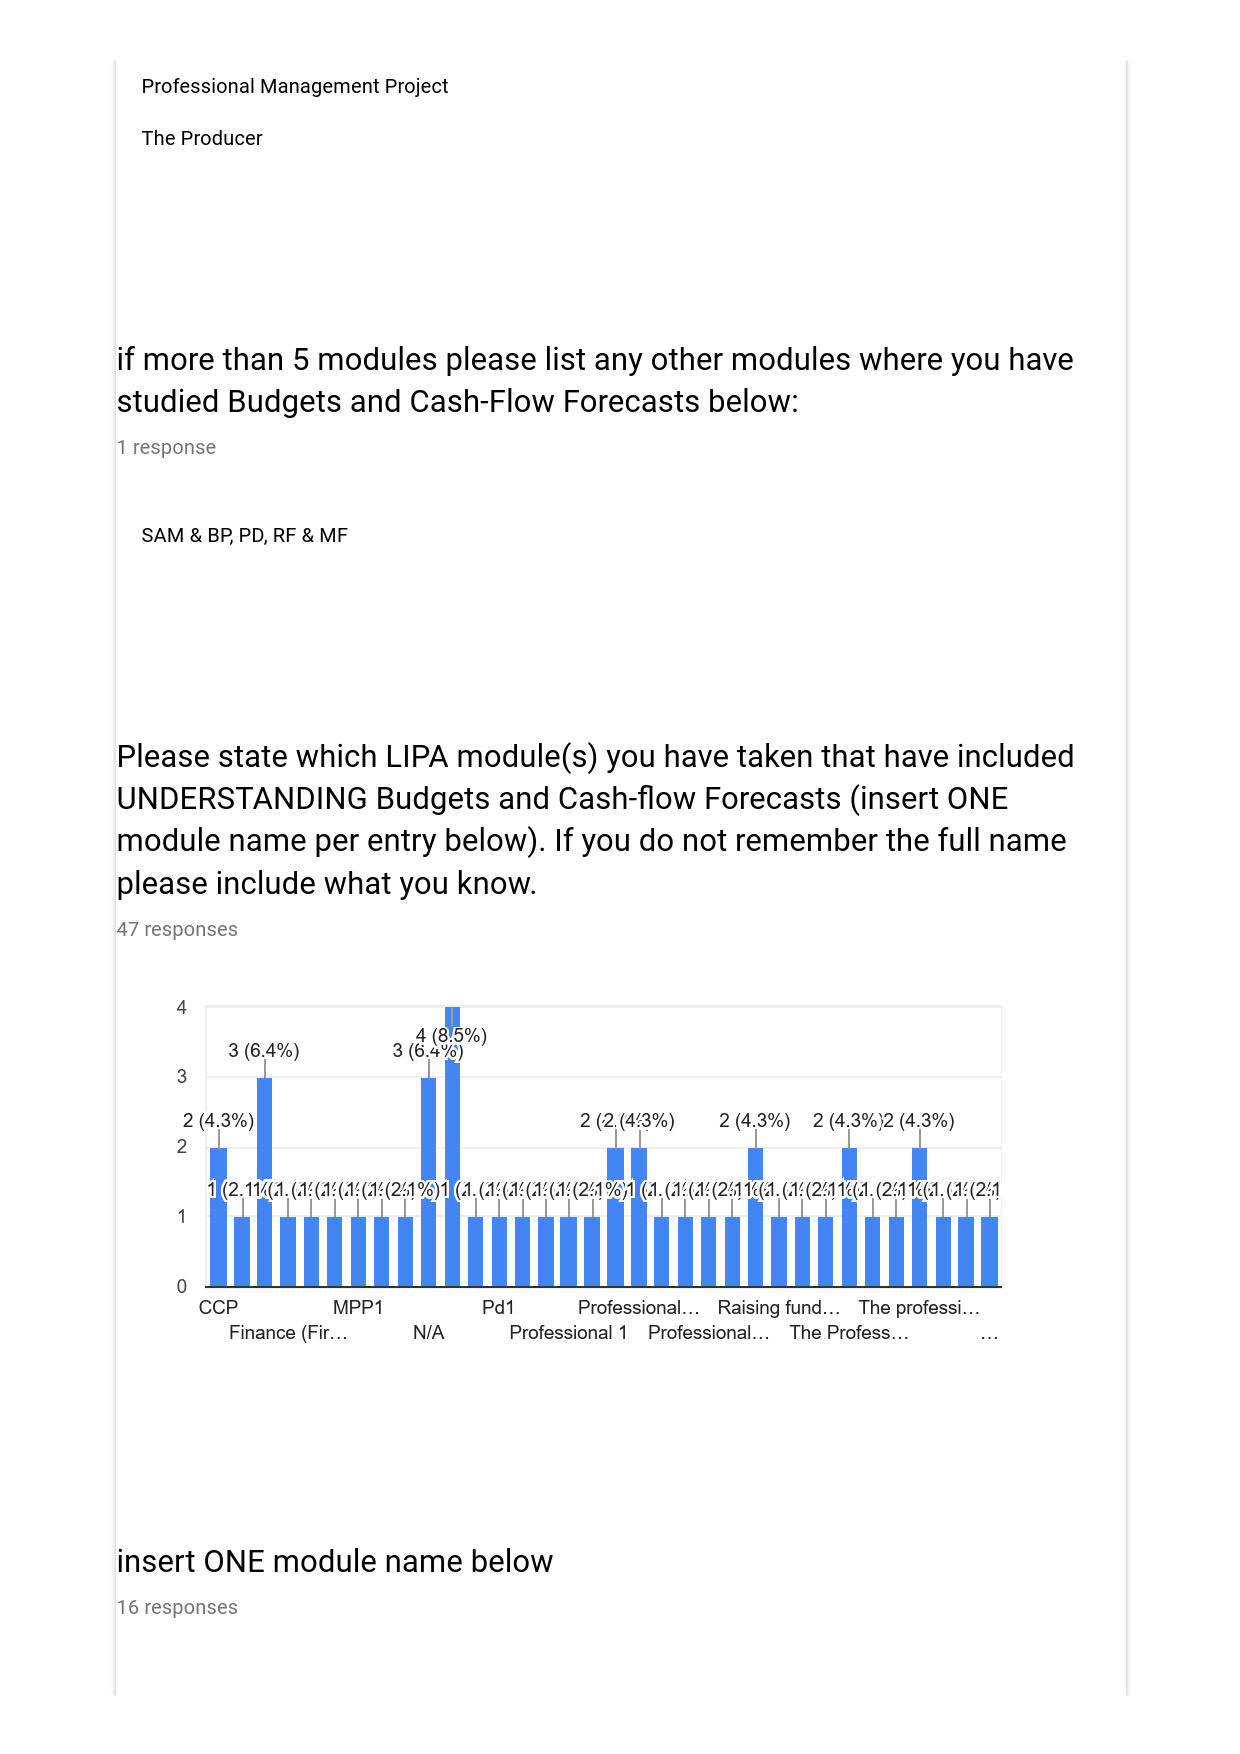 Professional Management Project
The Producer
if more than 5 modules please list any other modules where you have
studied Budgets and Cash-Flow Forecasts below:
1 response
SAM & BP, PD, RF & MF
Please state which LIPA module(s) you have taken that have included
UNDERSTANDING Budgets and Cash-flow Forecasts (insert ONE
module name per entry below). If you do not remember the full name
please include what you know.
47 responses
4
4 (8.5%)
3 (6.4%) 3 (6.4%)
3
2 (4.3%) 2 (4.3%) 2 (4.3%) 2 (4.3%)
2
1
0
CCP MPP1 Pd1 Professional… Raising fund… The professi…
Finance (Fir… N/A Professional 1 Professional… The Profess… …
insert ONE module name below
16 responses